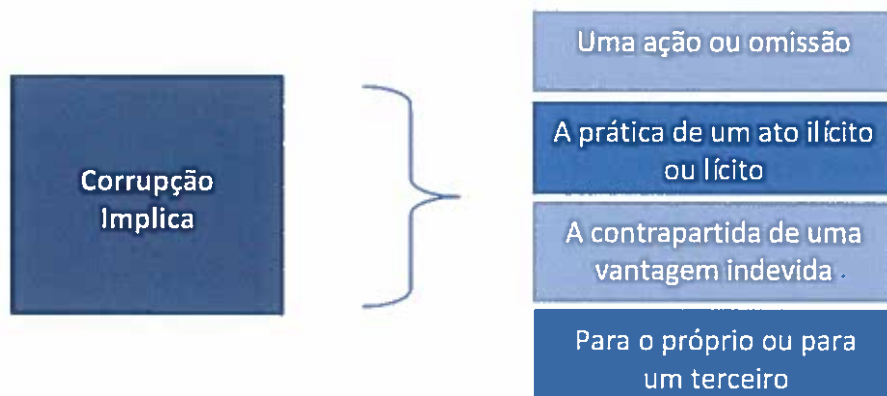 Corrupção
Implica
Uma ação ou omissão
A prática de um ato ilícito
ou lícito
A contrapartida de uma
vantagem indevida.
Para o próprio ou para
um terceiro